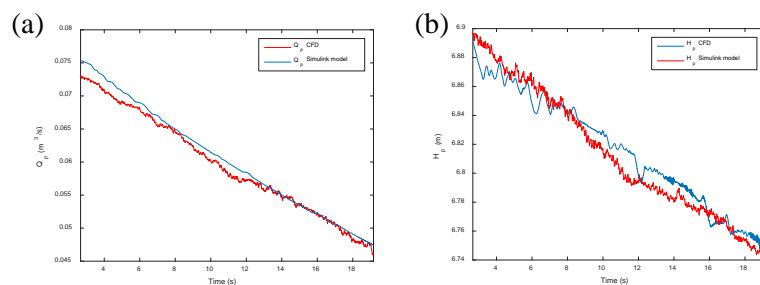 (a)
0.08
0.075
0.07
0.065
0.06
0.055
0.05
0.045
Q p (m 3 /s)
Q p CFD
Q p Simulink model
4 6 8 10 12 14 16 18
Time (s)
(b)
6.9
6.88
6.86
6.84
6.82
6.8
6.78
6.76
6.74
H p (m)
H p CFD
H p Simulink model
4 6 8 10 12 14 16 18
Time (s)